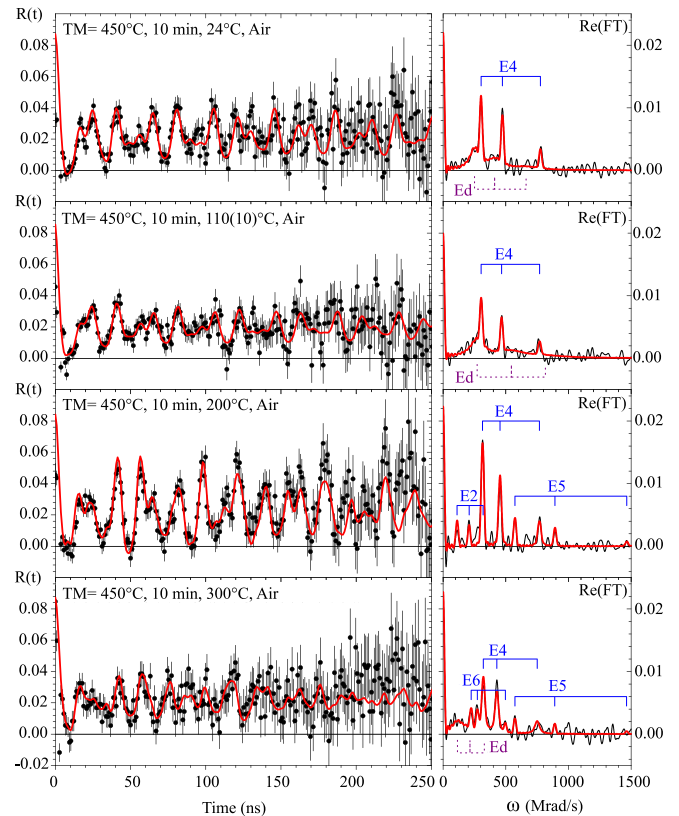 R(t)
TM= 450°C, 10 min, 24°C, Air
Re(FT)
0.08
0.06
0.04
0.02
0.00
0.02
0.01
0.00
E4
Ed
R(t)
TM= 450°C, 10 min, 110(10)°C, Air
Re(FT)
0.08
0.06
0.04
0.02
0.00
0.02
0.01
0.00
E4
Ed
R(t)
TM= 450°C, 10 min, 200°C, Air
Re(FT)
0.08
0.06
0.04
0.02
0.00
0.02
0.01
0.00
E4
E2
E5
R(t)
TM= 450°C, 10 min, 300°C, Air
Re(FT)
0.08
0.06
0.04
0.02
0.00
-0.02
0.02
0.01
0.00
E4
E6
E5
Ed
0 50 100 150 200 250
0 500 1000 1500
Time (ns)
ω (Mrad/s)